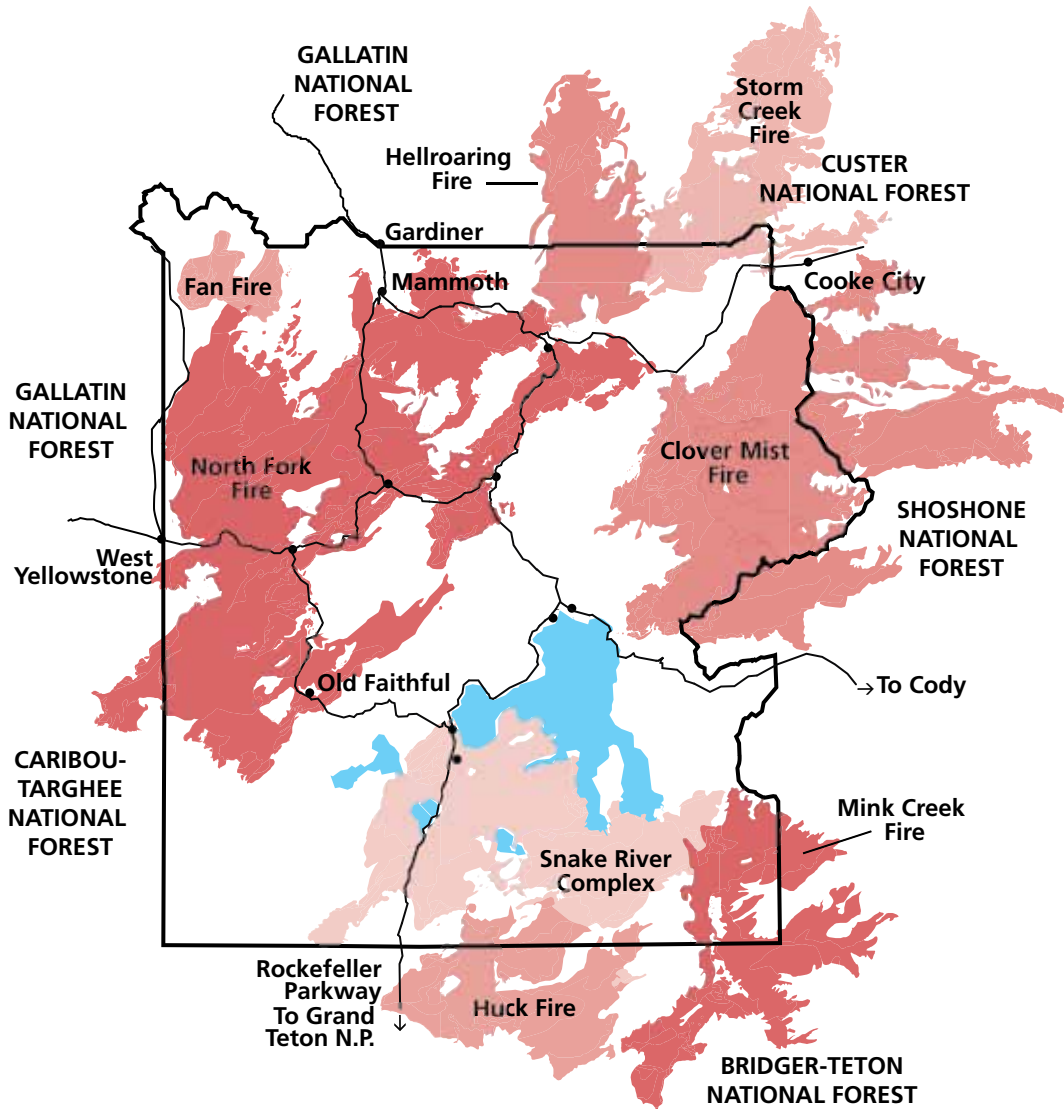 GALLATIN
NATIONAL
FOREST
Storm
Creek
Fire
Hellroaring
Fire
CUSTER
NATIONAL FOREST
Gardiner
Fan Fire
Mammoth
Cooke City
GALLATIN
NATIONAL
FOREST
North Fork
Fire
Clover Mist
Fire
SHOSHONE
NATIONAL
FOREST
West
Yellowstone
Old Faithful
To Cody
CARIBOU-
TARGHEE
NATIONAL
FOREST
Mink Creek
Fire
Snake River
Complex
Rockefeller
Parkway
To Grand
Teton N.P.
Huck Fire
BRIDGER-TETON
NATIONAL FOREST